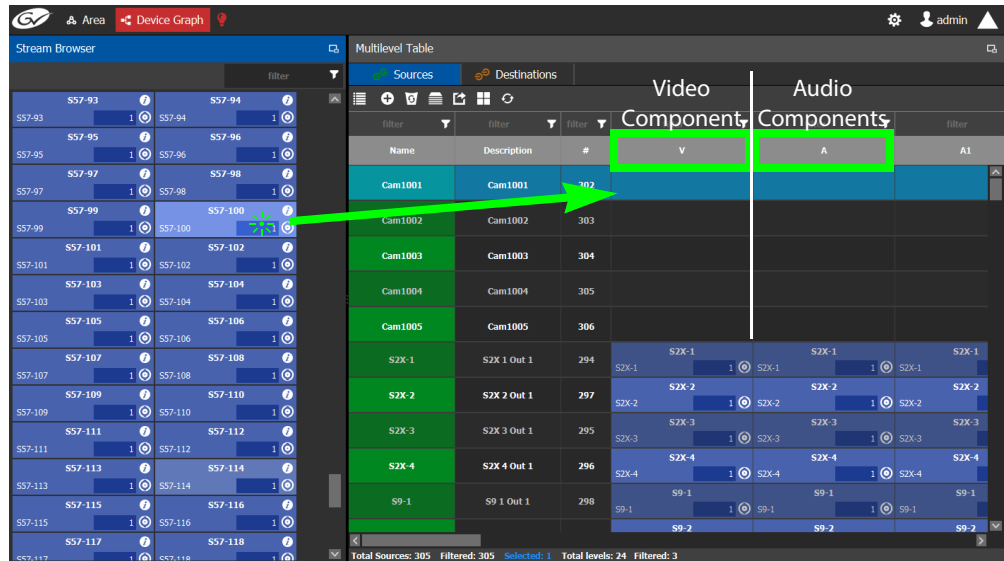 GV Area Device Graph admin
Stream Browser
filter
S57-93 S57-94
S57-93 1 S57-94 1
S57-95 S57-96
S57-95 1 S57-96 1
S57-97 S57-98
S57-97 1 S57-98 1
S57-99 S57-100
S57-99 1 S57-100 1
S57-101 S57-102
S57-101 1 S57-102 1
S57-103 S57-104
S57-103 1 S57-104 1
S57-105 S57-106
S57-105 1 S57-106 1
S57-107 S57-108
S57-107 1 S57-108 1
S57-109 S57-110
S57-109 1 S57-110 1
S57-111 S57-112
S57-111 1 S57-112 1
S57-113 S57-114
S57-113 1 S57-114 1
S57-115 S57-116
S57-115 1 S57-116 1
S57-117 S57-118
S57-117 1 S57-118 1
Multilevel Table
Sources Destinations
Video Audio
Component Components
filter filter filter filter
Name Description # V A A1
Cam1001 Cam1001 302
Cam1002 Cam1002 303
Cam1003 Cam1003 304
Cam1004 Cam1004 305
Cam1005 Cam1005 306
S2X-1 S2X 1 Out 1 294 S2X-1 S2X-1 S2X-1
S2X-1 1 S2X-1 1 S2X-1
S2X-2 S2X 2 Out 1 297 S2X-2 S2X-2 S2X-2
S2X-2 1 S2X-2 1 S2X-2
S2X-3 S2X 3 Out 1 295 S2X-3 S2X-3 S2X-3
S2X-3 1 S2X-3 1 S2X-3
S2X-4 S2X 4 Out 1 296 S2X-4 S2X-4 S2X-4
S2X-4 1 S2X-4 1 S2X-4
S9-1 S9 1 Out 1 298 S9-1 S9-1 S9-1
S9-1 1 S9-1 1 S9-1
S9-2 S9-2 S9-2
Total Sources: 305 Filtered: 305 Selected: 1 Total levels: 24 Filtered: 3